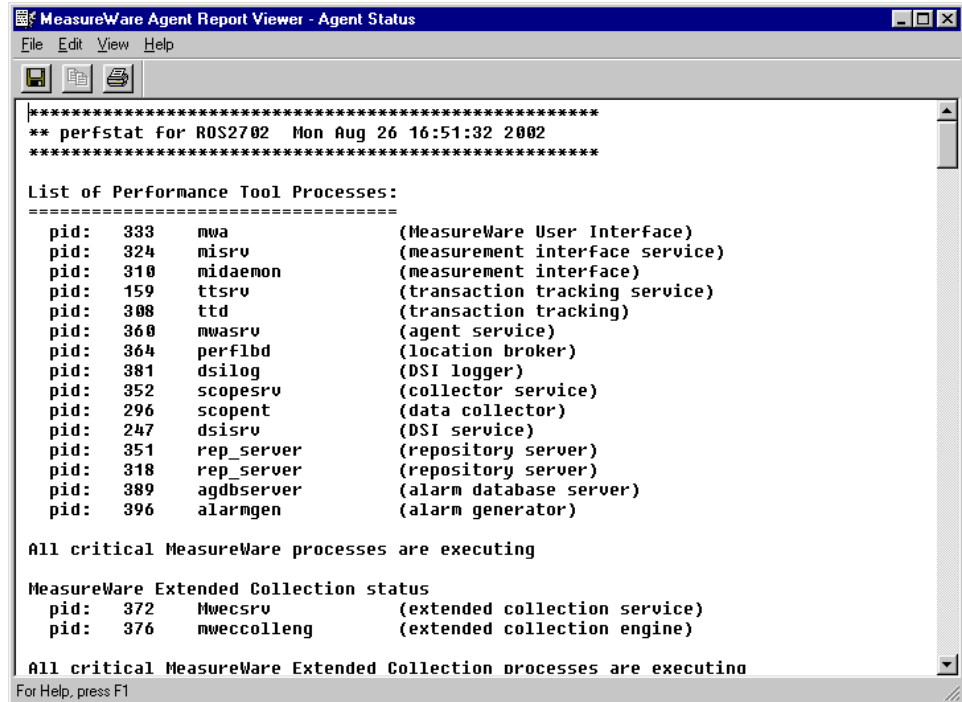 MeasureWare Agent Report Viewer - Agent Status
File Edit View Help
******************************************************
** perfstat for ROS2702  Mon Aug 26 16:51:32 2002
******************************************************
List of Performance Tool Processes:
===================================
pid: 333 mwa (MeasureWare User Interface)
pid: 324 misrv (measurement interface service)
pid: 310 midaemon (measurement interface)
pid: 159 ttsrv (transaction tracking service)
pid: 308 ttd (transaction tracking)
pid: 360 mwasrv (agent service)
pid: 364 perflbd (location broker)
pid: 381 dsilog (DSI logger)
pid: 352 scopesrv (collector service)
pid: 296 scopent (data collector)
pid: 247 dsisrv (DSI service)
pid: 351 rep_server (repository server)
pid: 318 rep_server (repository server)
pid: 389 agdbserver (alarm database server)
pid: 396 alarmgen (alarm generator)
All critical MeasureWare processes are executing
MeasureWare Extended Collection status
pid: 372 Mwecsrv (extended collection service)
pid: 376 mweccolleng (extended collection engine)
All critical MeasureWare Extended Collection processes are executing
For Help, press F1